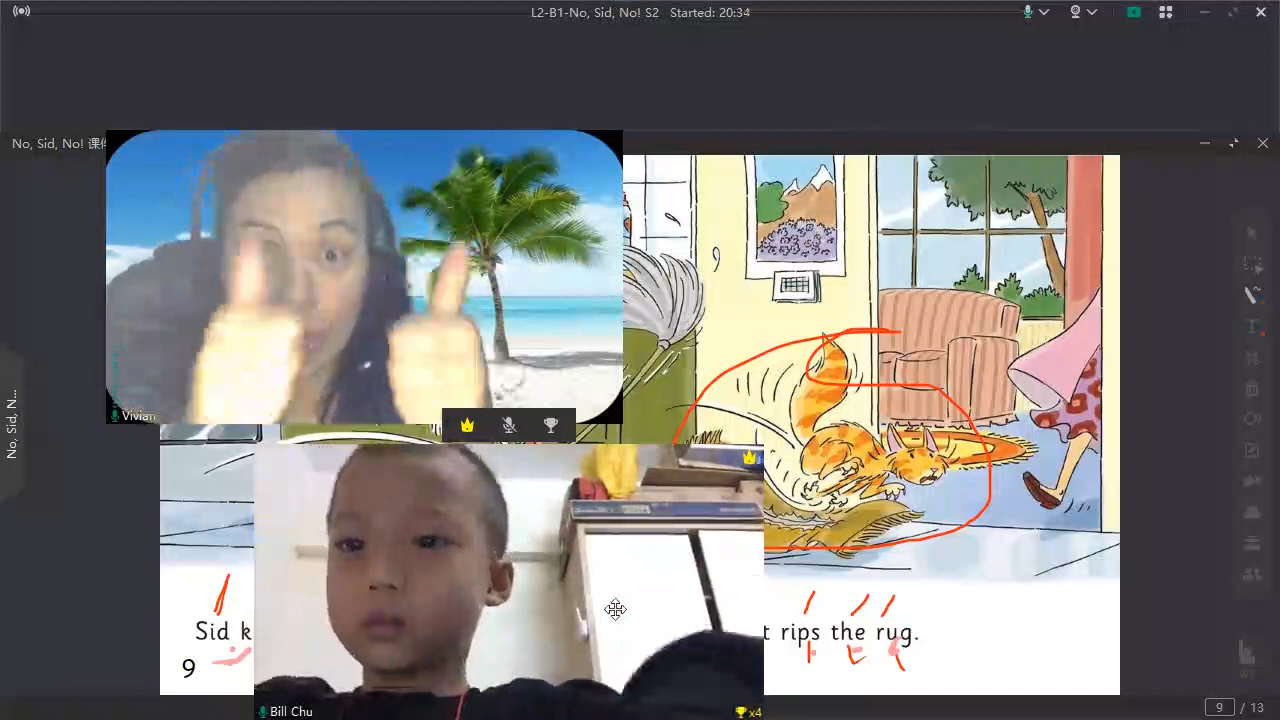 L2-B1-No, Sid, No! S2 Started: 20:34
No, Sid, No! 课件
No, Sid, N...
Vivian
Sid k
t rips the rug.
9
Bill Chu
x4
9 / 13